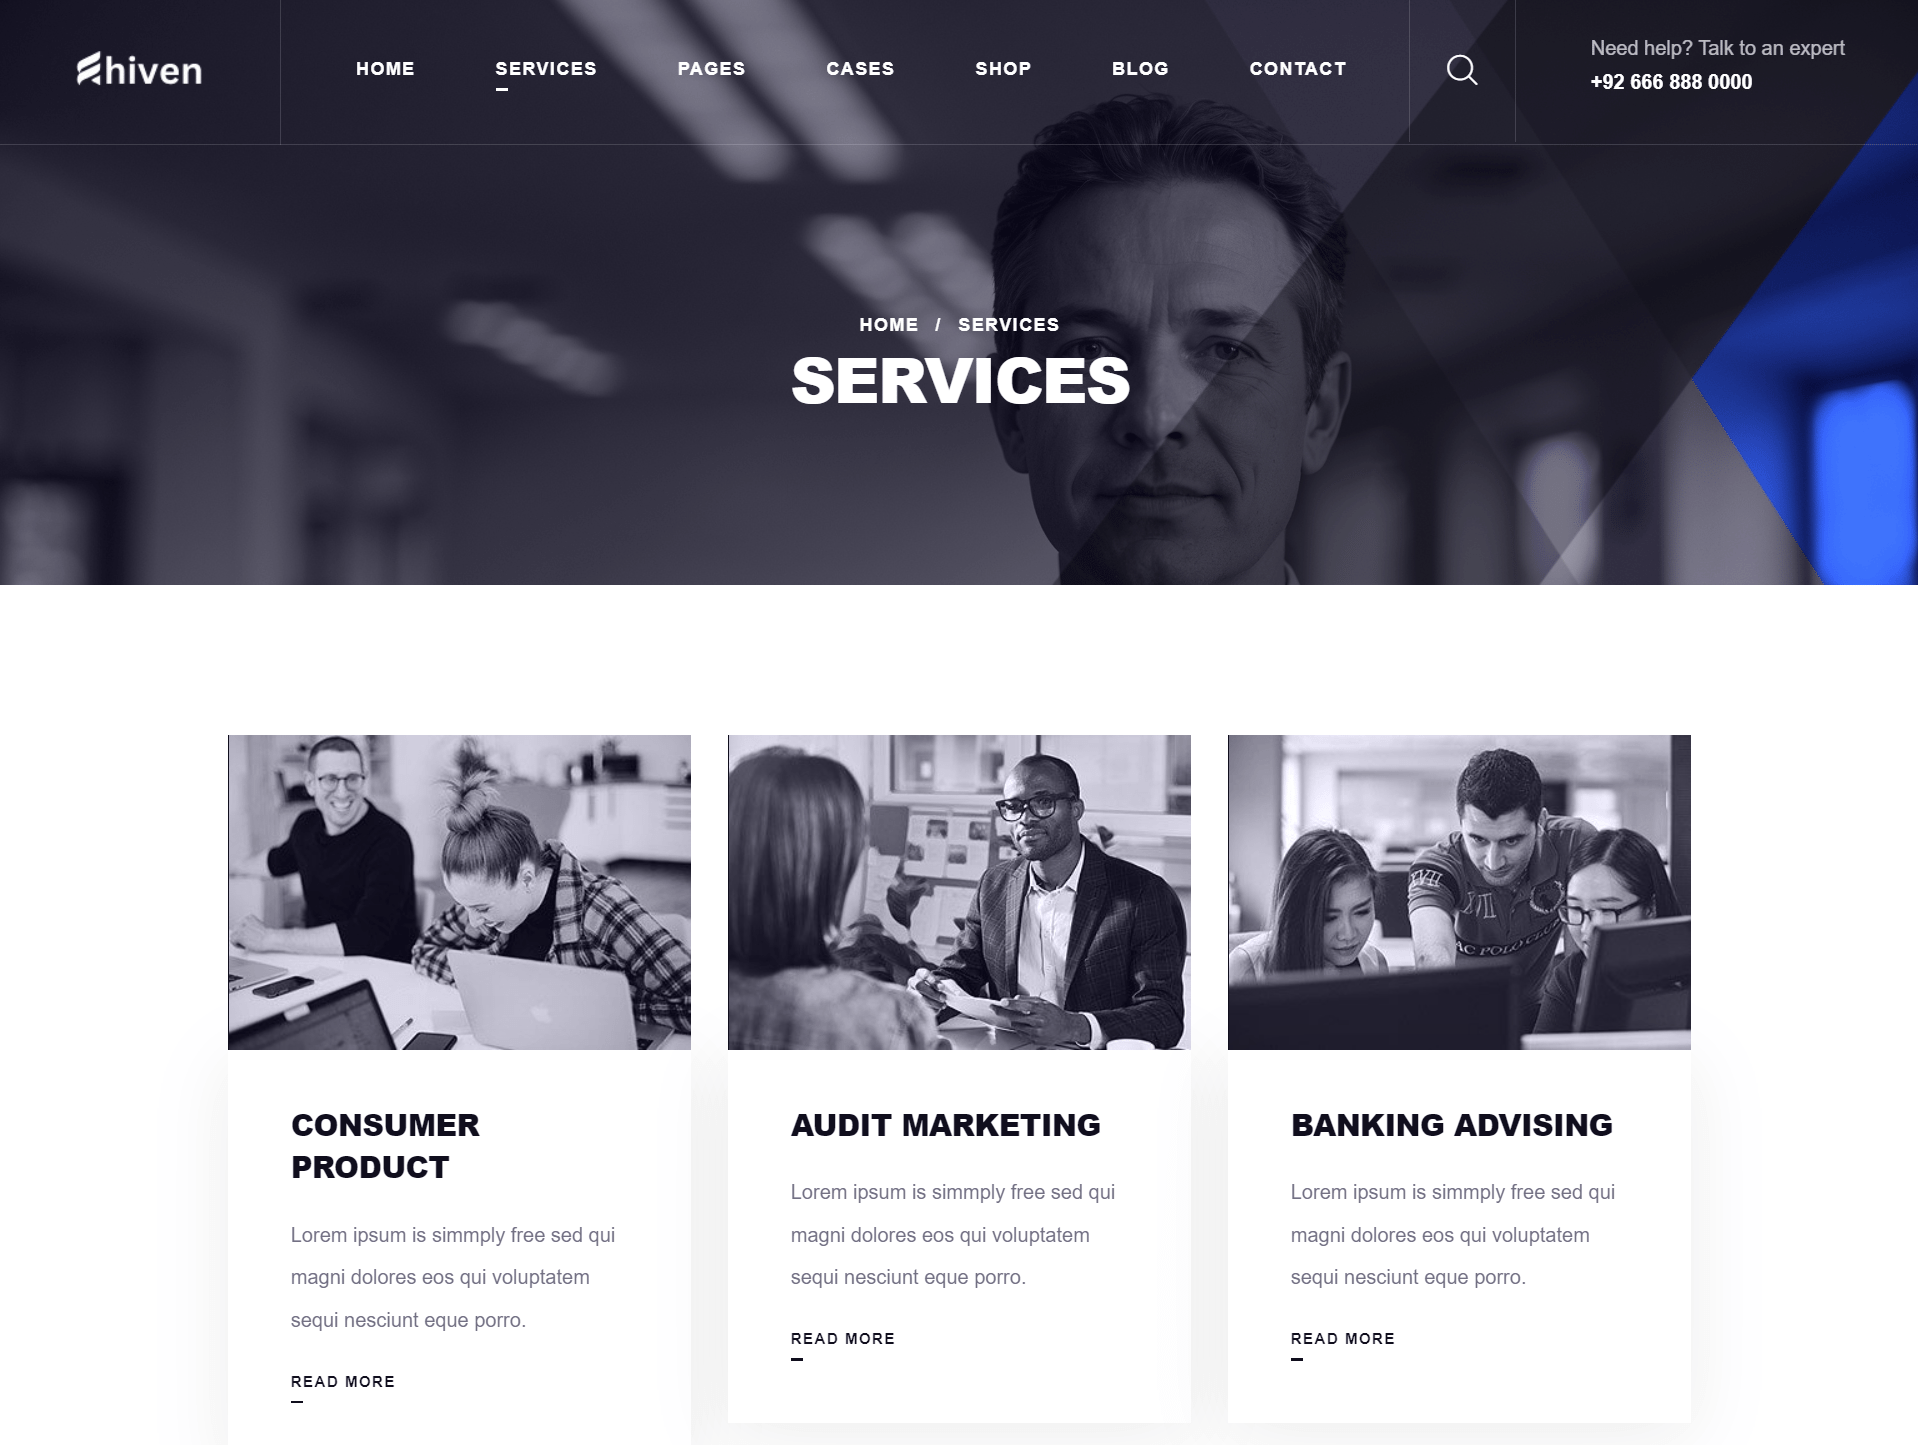 hiven
HOME SERVICES PAGES CASES SHOP BLOG CONTACT
Need help? Talk to an expert
+92 666 888 0000
HOME / SERVICES
SERVICES
CONSUMER
PRODUCT
Lorem ipsum is simmply free sed qui
magni dolores eos qui voluptatem
sequi nesciunt eque porro.
READ MORE
AUDIT MARKETING
Lorem ipsum is simmply free sed qui
magni dolores eos qui voluptatem
sequi nesciunt eque porro.
READ MORE
BANKING ADVISING
Lorem ipsum is simmply free sed qui
magni dolores eos qui voluptatem
sequi nesciunt eque porro.
READ MORE